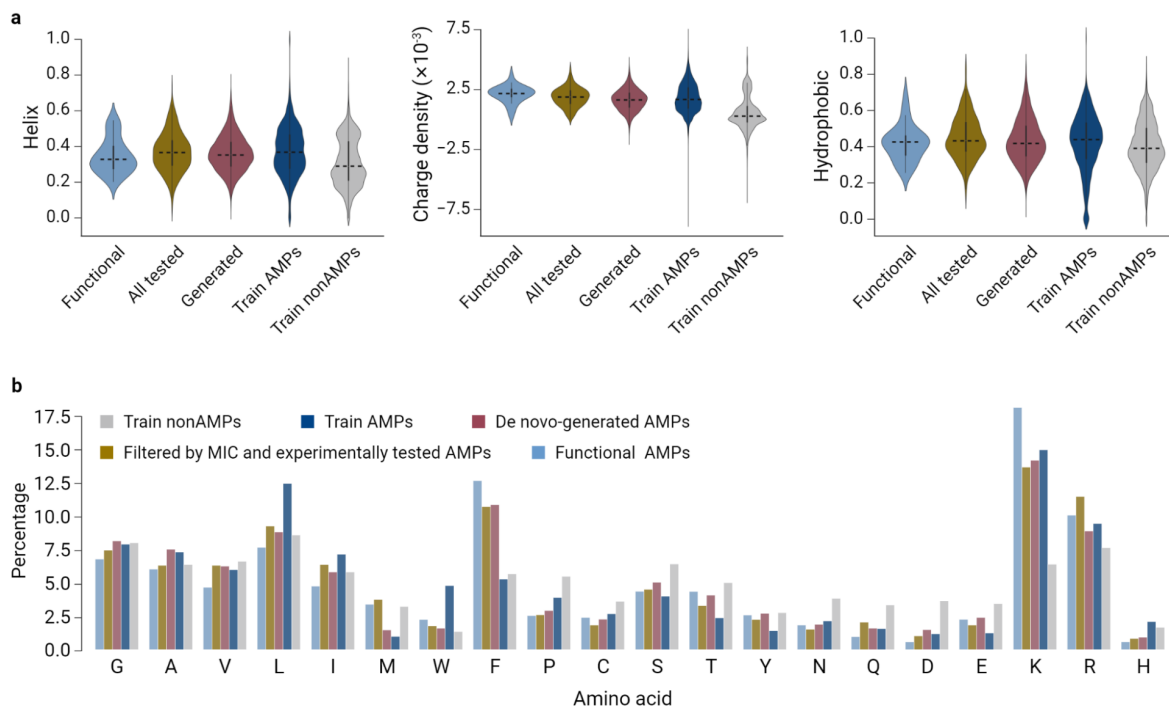 a
Helix
1.0
0.8
0.6
0.4
0.2
0.0
Functional
All tested
Generated
Train AMPs
Train nonAMPs
Charge density (×10⁻³)
7.5
2.5
−2.5
−7.5
Functional
All tested
Generated
Train AMPs
Train nonAMPs
Hydrophobic
1.0
0.8
0.6
0.4
0.2
0.0
Functional
All tested
Generated
Train AMPs
Train nonAMPs
b
Percentage
17.5
15.0
12.5
10.0
7.5
5.0
2.5
0.0
Train nonAMPs Train AMPs De novo-generated AMPs
Filtered by MIC and experimentally tested AMPs Functional AMPs
G A V L I M W F P C S T Y N Q D E K R H
Amino acid